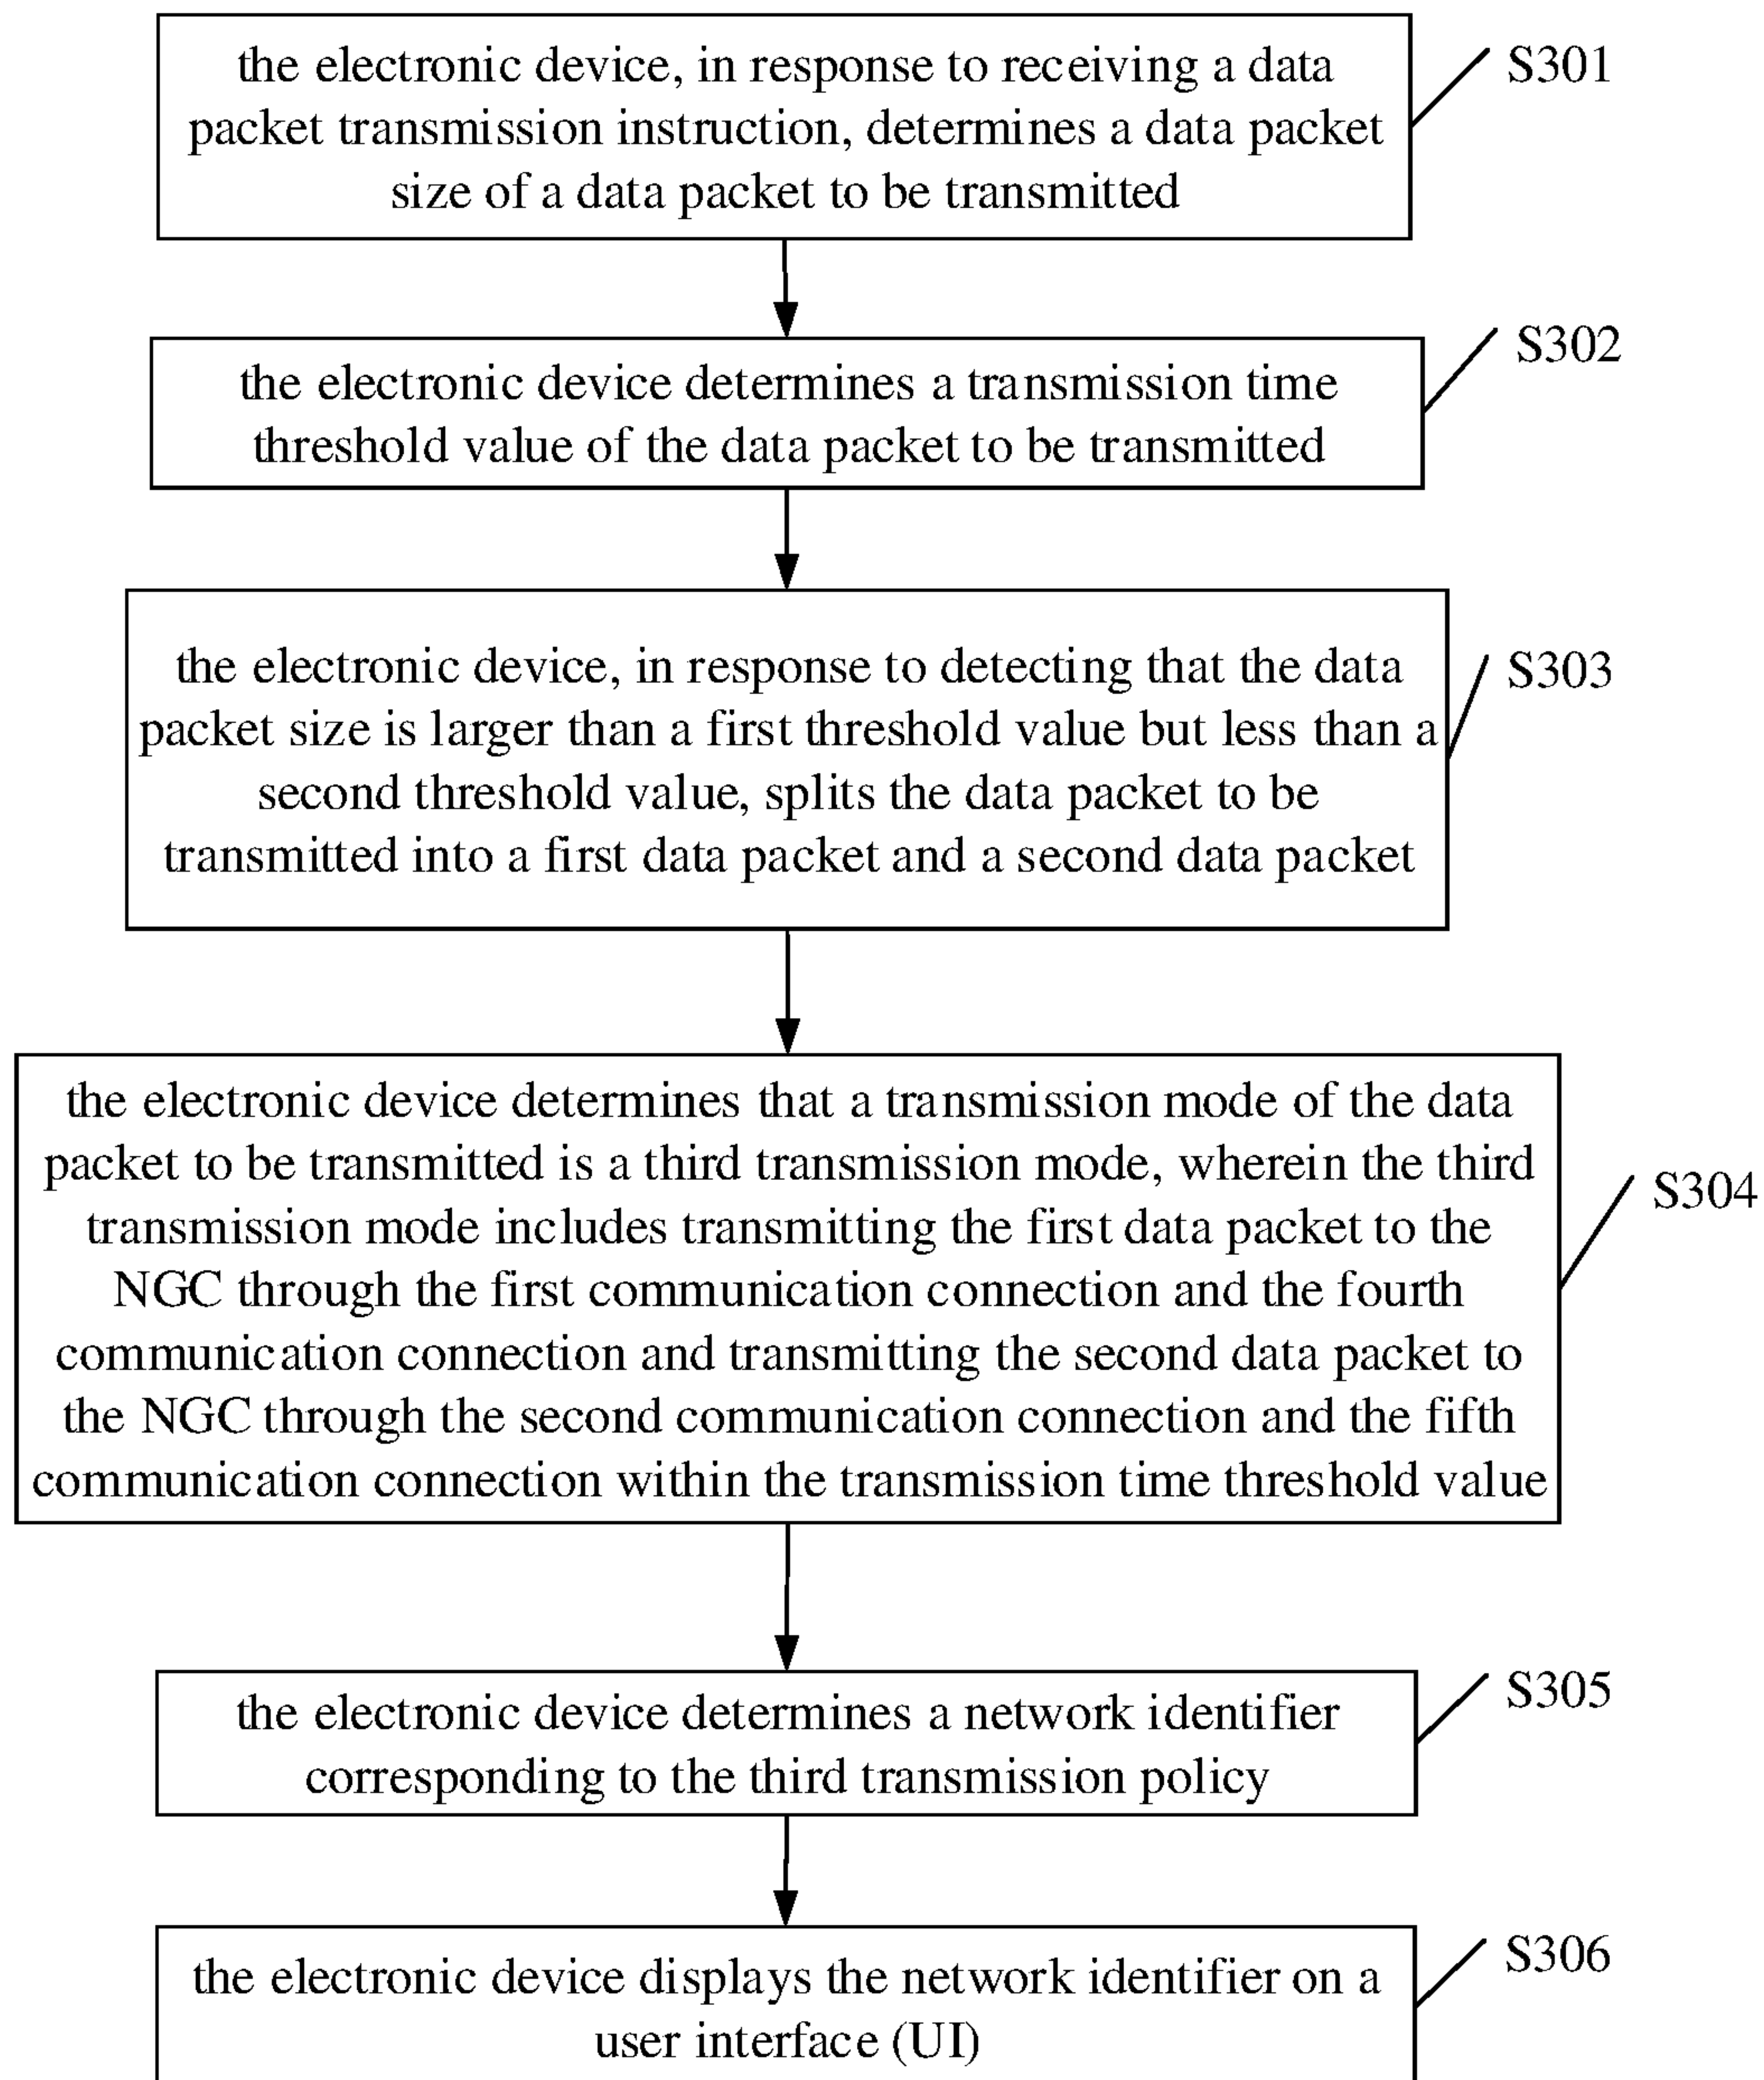 the electronic device, in response to receiving a data
packet transmission instruction, determines a data packet
size of a data packet to be transmitted
S301
the electronic device determines a transmission time
threshold value of the data packet to be transmitted
S302
the electronic device, in response to detecting that the data
packet size is larger than a first threshold value but less than a
second threshold value, splits the data packet to be
transmitted into a first data packet and a second data packet
S303
the electronic device determines that a transmission mode of the data
packet to be transmitted is a third transmission mode, wherein the third
transmission mode includes transmitting the first data packet to the
NGC through the first communication connection and the fourth
communication connection and transmitting the second data packet to
the NGC through the second communication connection and the fifth
communication connection within the transmission time threshold value
S304
the electronic device determines a network identifier
corresponding to the third transmission policy
S305
the electronic device displays the network identifier on a
user interface (UI)
S306